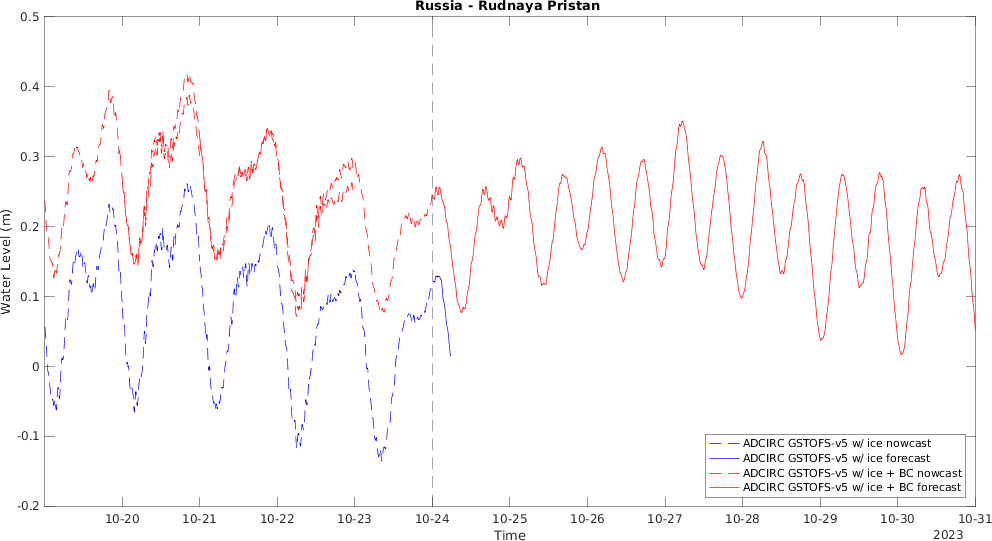 Russia - Rudnaya Pristan
0.5
0.4
0.3
0.2
0.1
0
-0.1
-0.2
Water Level (m)
ADCIRC GSTOFS-v5 w/ ice nowcast
ADCIRC GSTOFS-v5 w/ ice forecast
ADCIRC GSTOFS-v5 w/ ice + BC nowcast
ADCIRC GSTOFS-v5 w/ ice + BC forecast
10-20 10-21 10-22 10-23 10-24 10-25 10-26 10-27 10-28 10-29 10-30 10-31
Time
2023